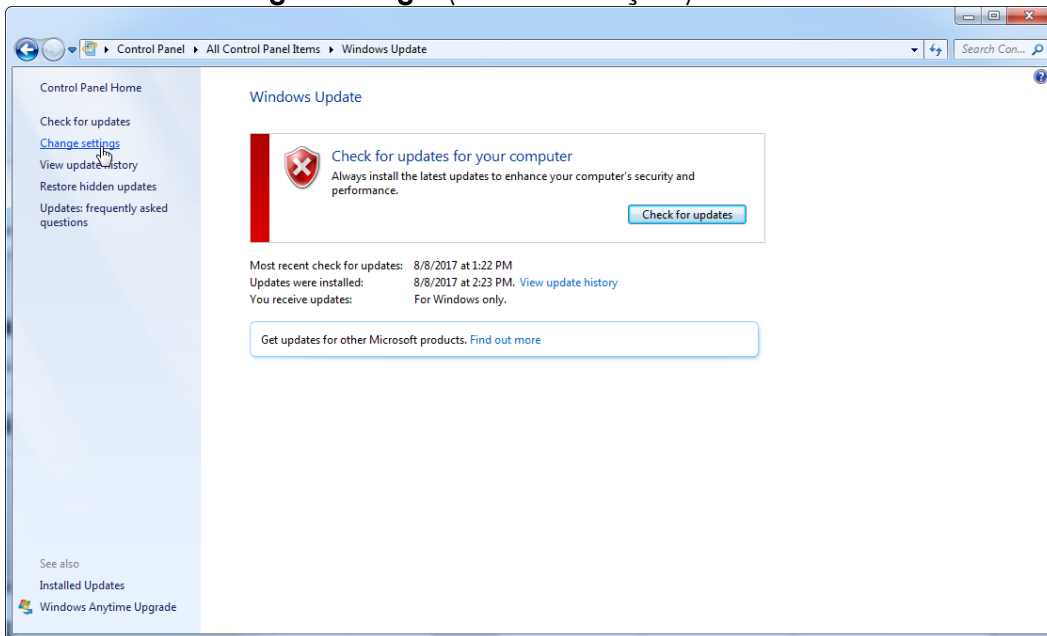 Control Panel ▸ All Control Panel Items ▸ Windows Update
Search Con...
Control Panel Home
Check for updates
Change settings
View update history
Restore hidden updates
Updates: frequently asked
questions
Windows Update
Check for updates for your computer
Always install the latest updates to enhance your computer's security and
performance.
Check for updates
Most recent check for updates: 8/8/2017 at 1:22 PM
Updates were installed: 8/8/2017 at 2:23 PM. View update history
You receive updates: For Windows only.
Get updates for other Microsoft products. Find out more
See also
Installed Updates
Windows Anytime Upgrade